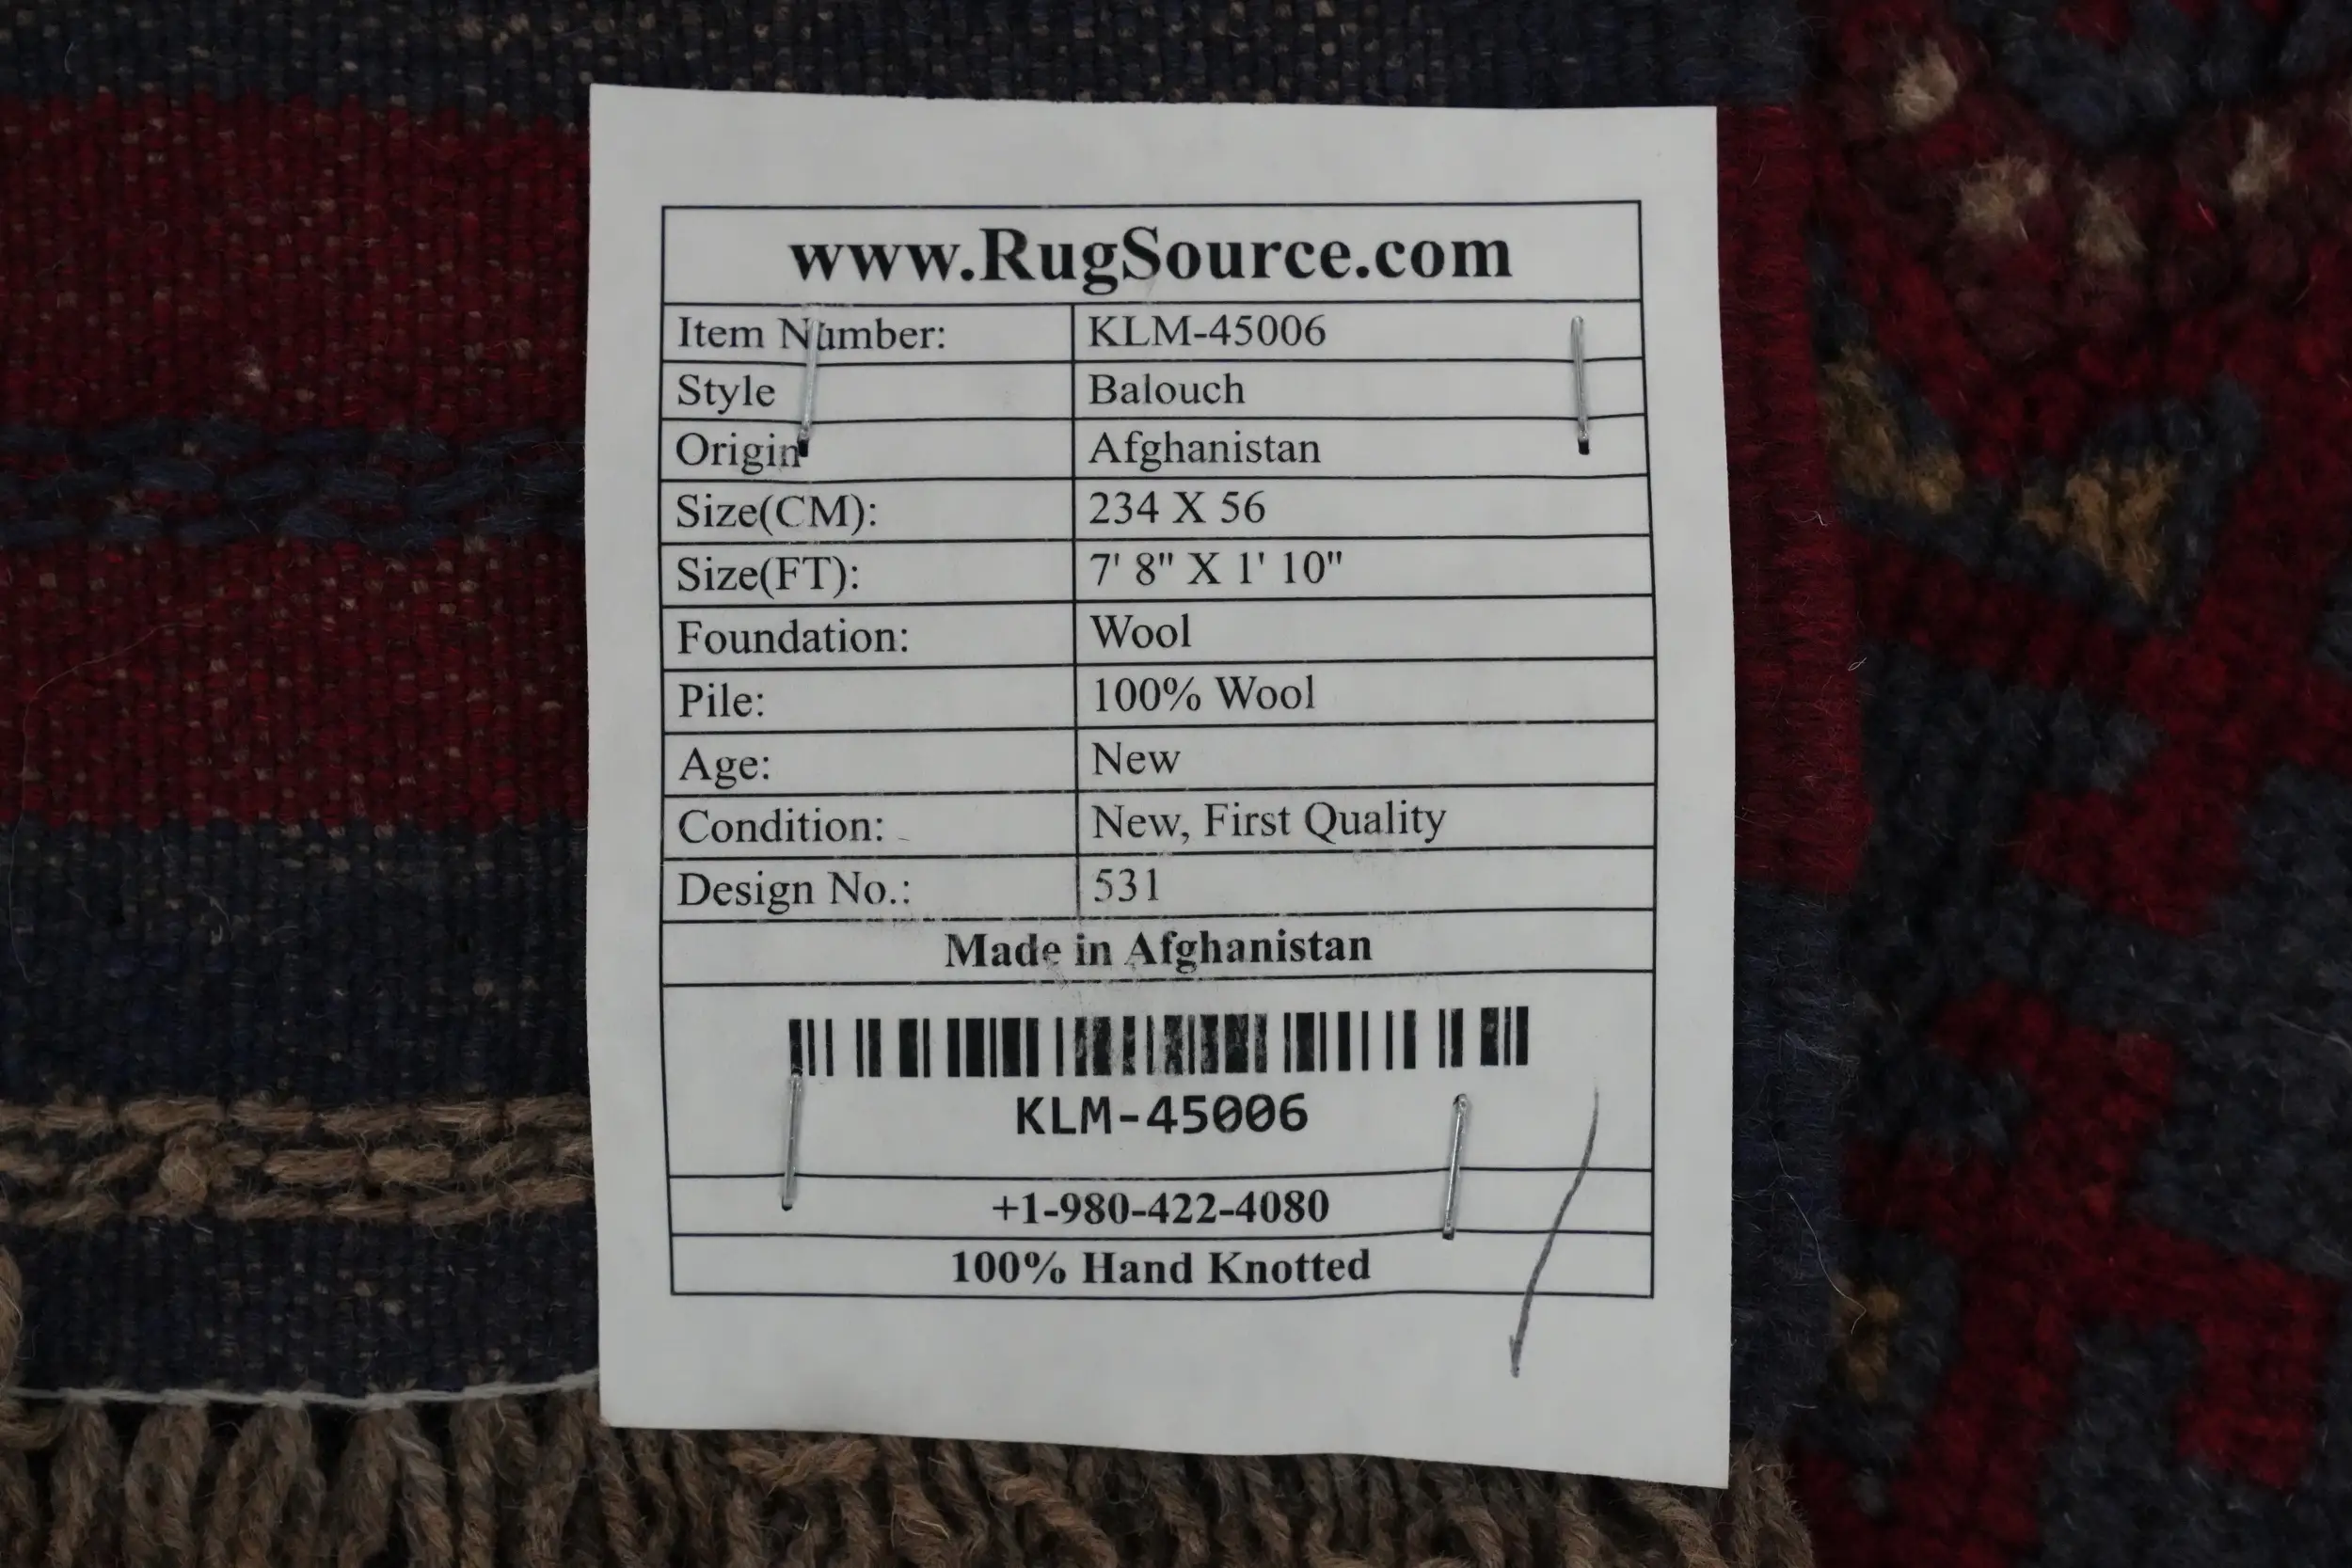 www.RugSource.com
Item Number: KLM-45006
Style Balouch
Origin Afghanistan
Size(CM): 234 X 56
Size(FT): 7' 8" X 1' 10"
Foundation: Wool
Pile: 100% Wool
Age: New
Condition: New, First Quality
Design No.: 531
Made in Afghanistan
KLM-45006
+1-980-422-4080
100% Hand Knotted